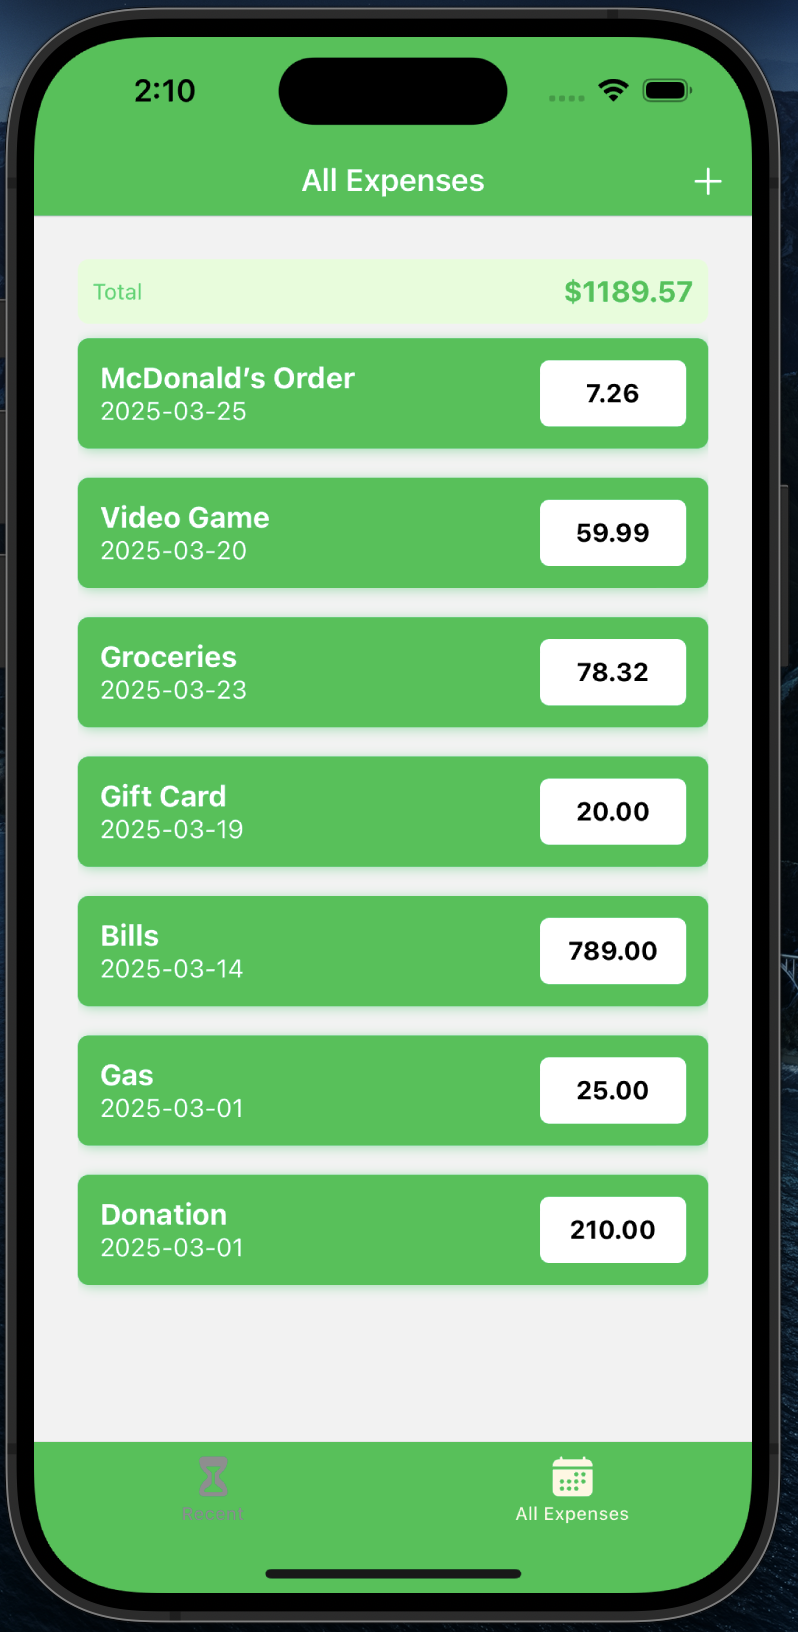 2:10
All Expenses
Total $1189.57
McDonald’s Order
2025-03-25
7.26
Video Game
2025-03-20
59.99
Groceries
2025-03-23
78.32
Gift Card
2025-03-19
20.00
Bills
2025-03-14
789.00
Gas
2025-03-01
25.00
Donation
2025-03-01
210.00
Recent
All Expenses